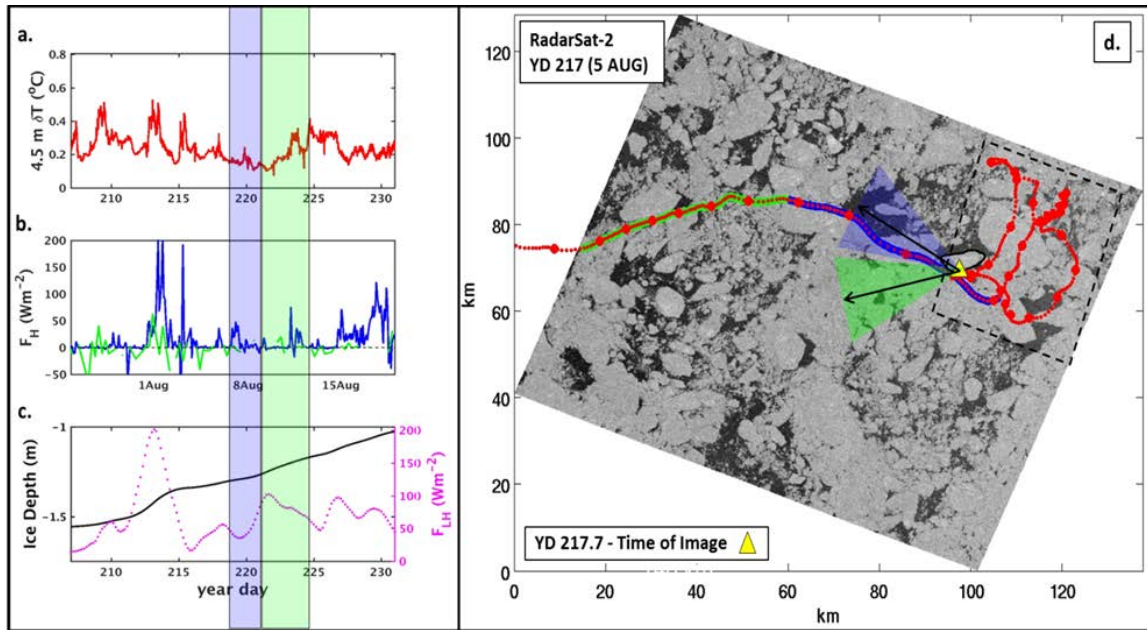 a.
0.8
0.6
0.4
0.2
0
4.5 m δT (°C)
210 215 220 225 230
b.
200
150
100
50
0
-50
F_H (Wm⁻²)
1Aug 8Aug 15Aug
c.
-1
-1.5
Ice Depth (m)
200
150
100
50
0
F_LH (Wm⁻²)
210 215 220 225 230
year day
RadarSat-2
YD 217 (5 AUG)
d.
120
100
80
60
40
20
0
km
YD 217.7 - Time of Image
0 20 40 60 80 100 120
km